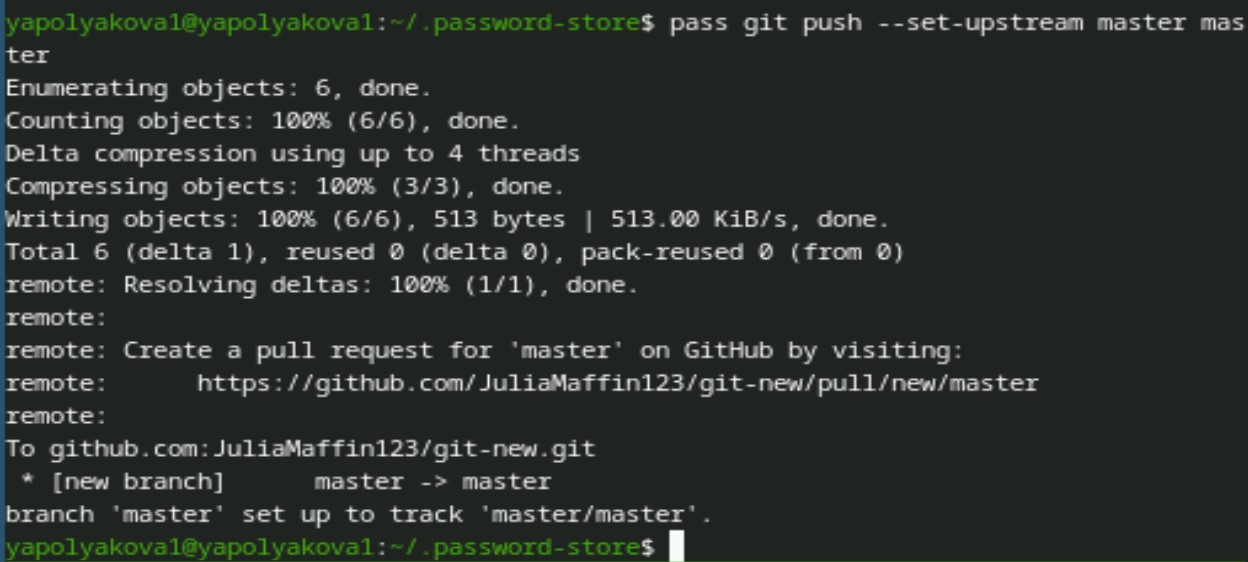 yapolyakova1@yapolyakova1:~/.password-store$ pass git push --set-upstream master mas
ter
Enumerating objects: 6, done.
Counting objects: 100% (6/6), done.
Delta compression using up to 4 threads
Compressing objects: 100% (3/3), done.
Writing objects: 100% (6/6), 513 bytes | 513.00 KiB/s, done.
Total 6 (delta 1), reused 0 (delta 0), pack-reused 0 (from 0)
remote: Resolving deltas: 100% (1/1), done.
remote:
remote: Create a pull request for 'master' on GitHub by visiting:
remote:      https://github.com/JuliaMaffin123/git-new/pull/new/master
remote:
To github.com:JuliaMaffin123/git-new.git
 * [new branch]      master -> master
branch 'master' set up to track 'master/master'.
yapolyakova1@yapolyakova1:~/.password-store$